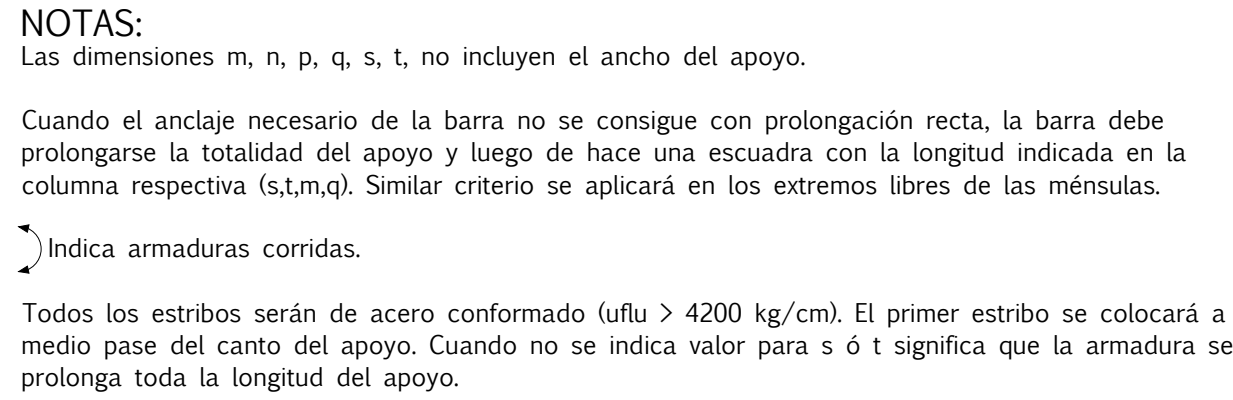 NOTAS:
Las dimensiones m, n, p, q, s, t, no incluyen el ancho del apoyo.
Cuando el anclaje necesario de la barra no se consigue con prolongación recta, la barra debe
prolongarse la totalidad del apoyo y luego de hace una escuadra con la longitud indicada en la
columna respectiva (s,t,m,q). Similar criterio se aplicará en los extremos libres de las ménsulas.
Indica armaduras corridas.
Todos los estribos serán de acero conformado (uflu > 4200 kg/cm). El primer estribo se colocará a
medio pase del canto del apoyo. Cuando no se indica valor para s ó t significa que la armadura se
prolonga toda la longitud del apoyo.